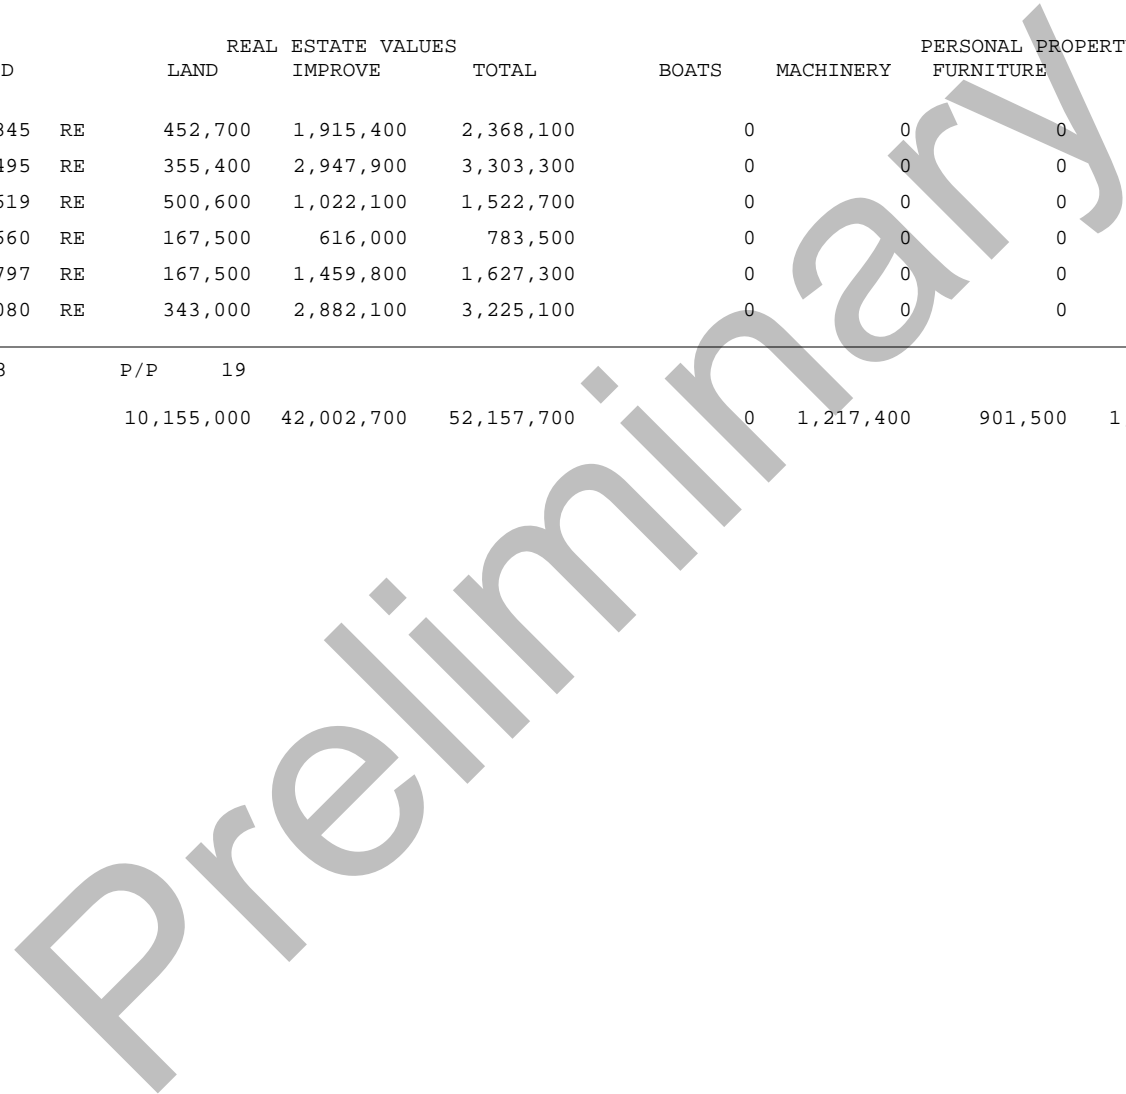 REAL ESTATE VALUES PERSONAL PROPERT
D LAND IMPROVE TOTAL BOATS MACHINERY FURNITURE
845 RE 452,700 1,915,400 2,368,100 0 0 0
495 RE 355,400 2,947,900 3,303,300 0 0 0
519 RE 500,600 1,022,100 1,522,700 0 0 0
560 RE 167,500 616,000 783,500 0 0 0
797 RE 167,500 1,459,800 1,627,300 0 0 0
080 RE 343,000 2,882,100 3,225,100 0 0 0
P/P 19
10,155,000 42,002,700 52,157,700 0 1,217,400 901,500 1
Preliminary